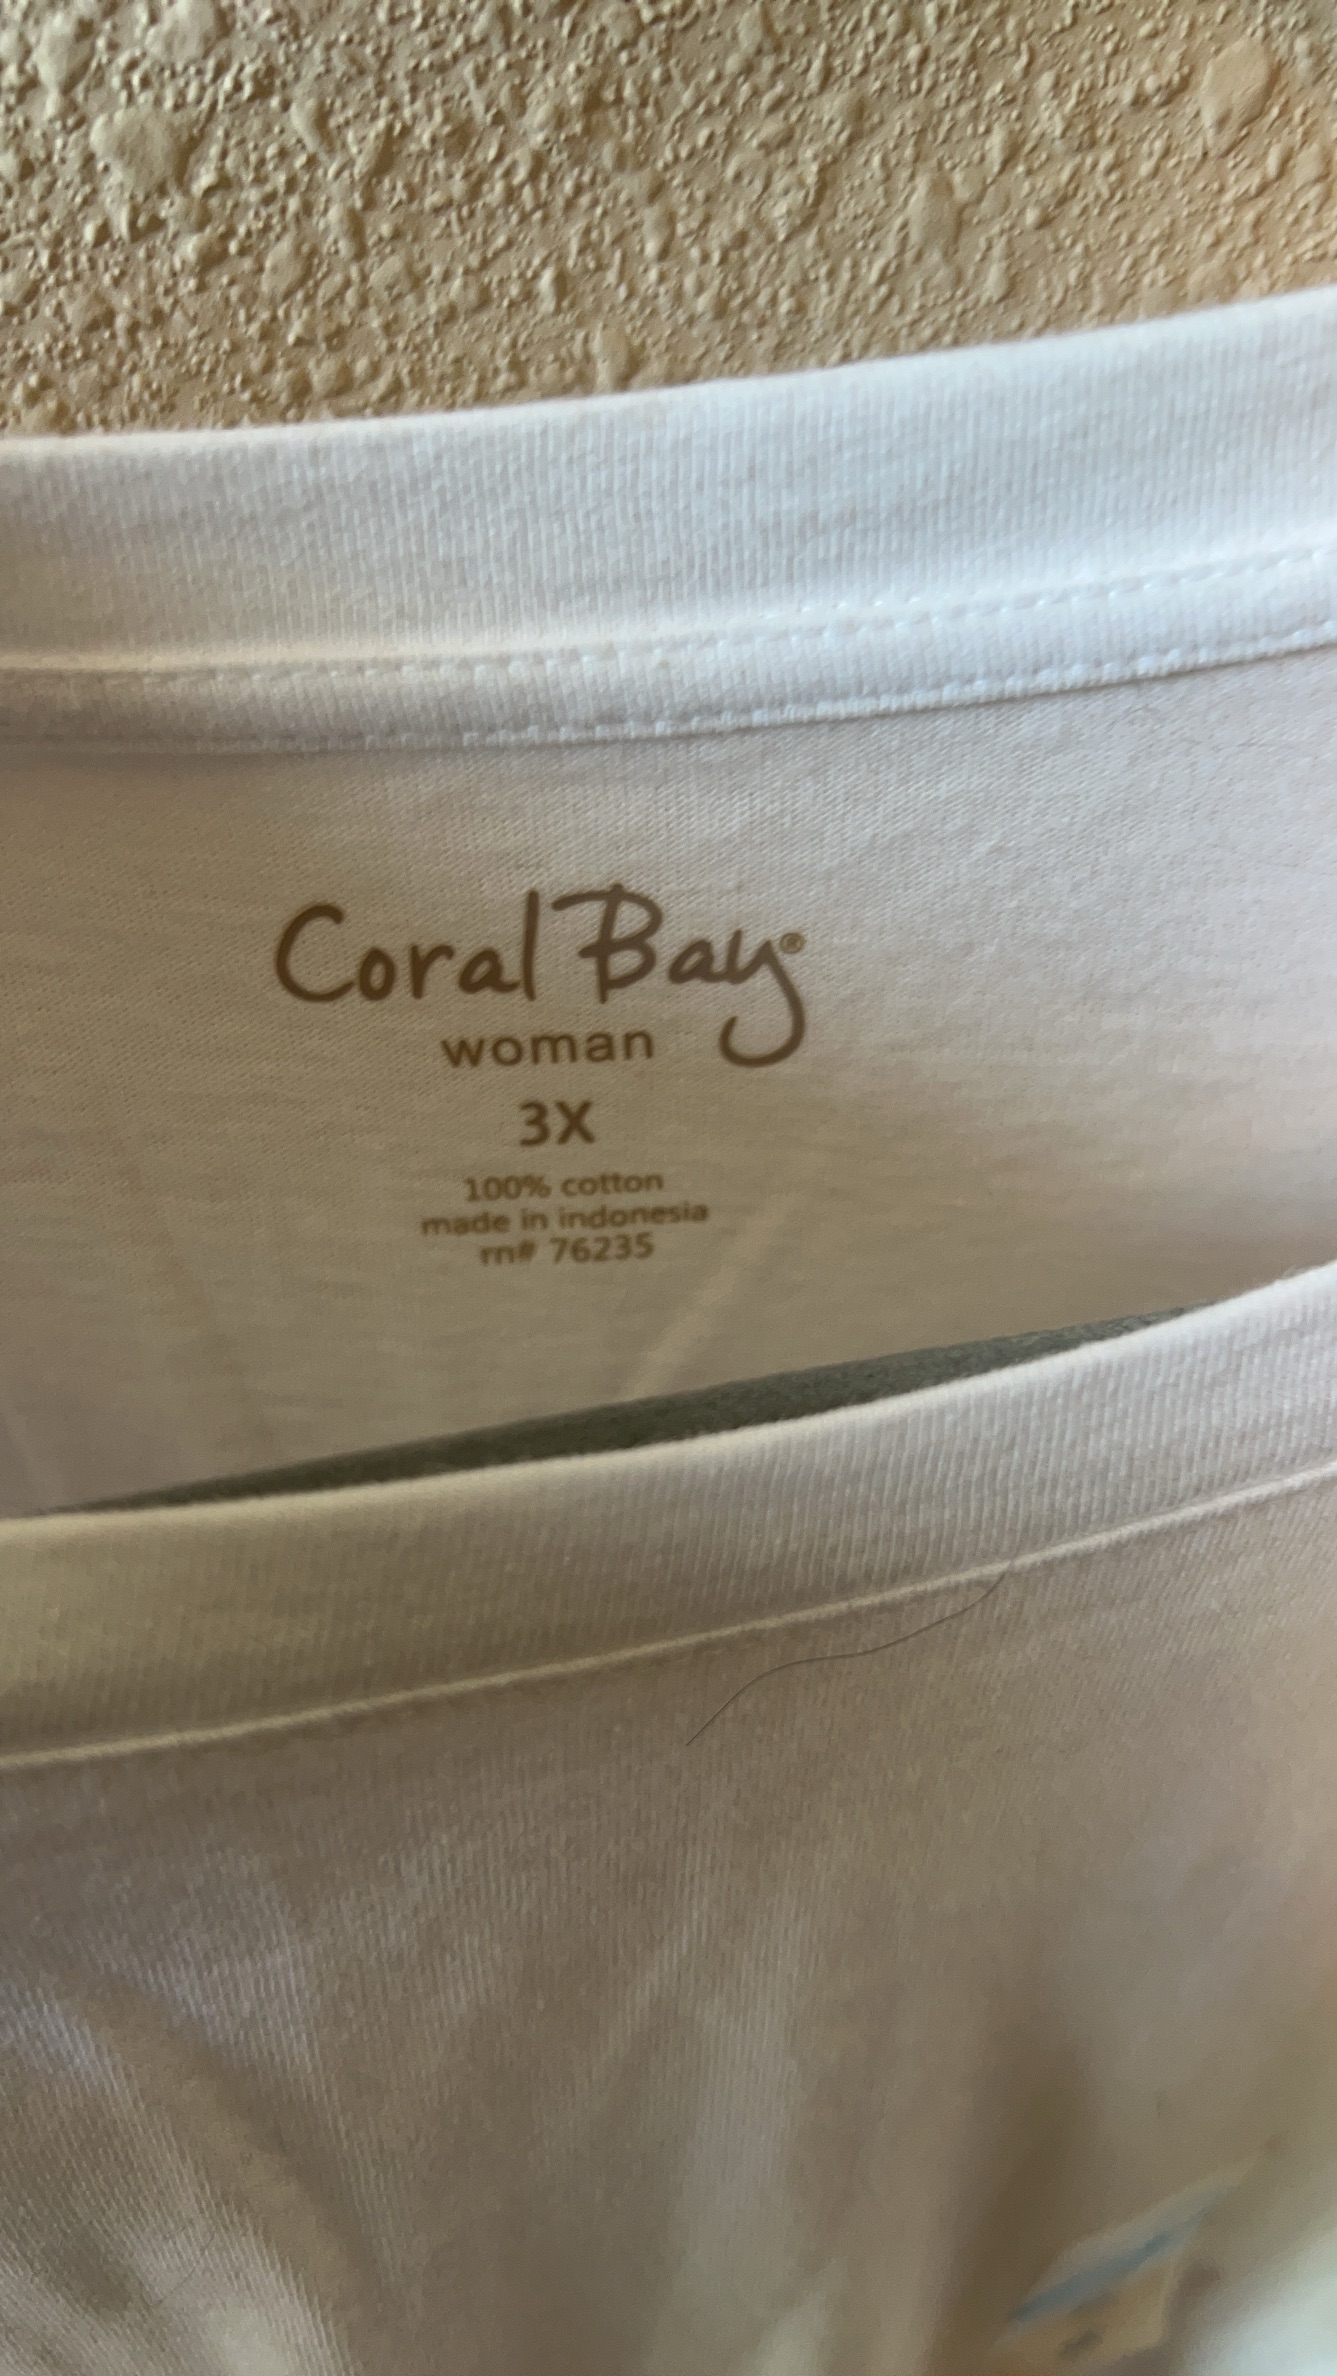 Coral Bay®
woman
3X
100% cotton
made in indonesia
rn# 76235